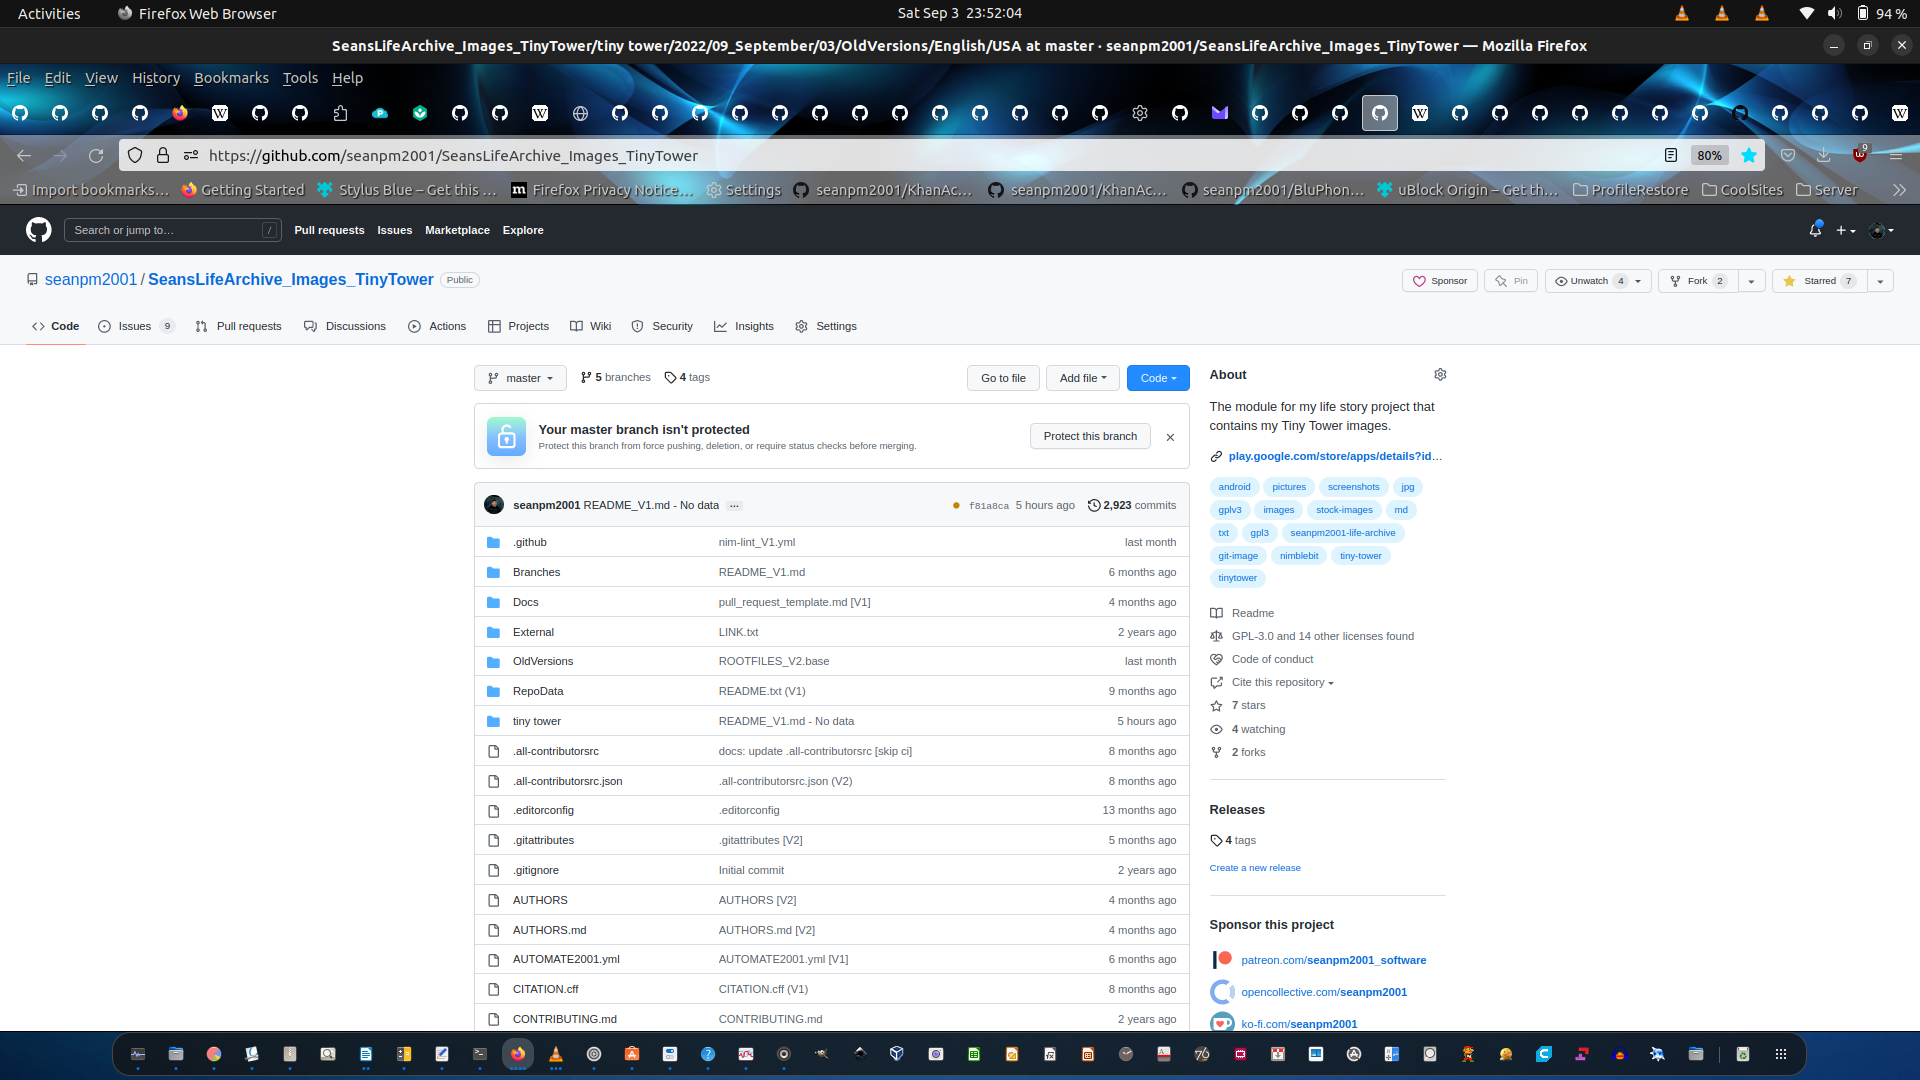 Activities Firefox Web Browser Sat Sep 3 23:52:04 94 %
SeansLifeArchive_Images_TinyTower/tiny tower/2022/09_September/03/OldVersions/English/USA at master · seanpm2001/SeansLifeArchive_Images_TinyTower — Mozilla Firefox
File Edit View History Bookmarks Tools Help
https://github.com/seanpm2001/SeansLifeArchive_Images_TinyTower 80% 9
Import bookmarks… Getting Started Stylus Blue – Get this … Firefox Privacy Notice… Settings seanpm2001/KhanAc… seanpm2001/KhanAc… seanpm2001/BluPhon… uBlock Origin – Get th… ProfileRestore CoolSites Server
Search or jump to… / Pull requests Issues Marketplace Explore
seanpm2001 / SeansLifeArchive_Images_TinyTower Public Sponsor Pin Unwatch 4 Fork 2 Starred 7
Code Issues 9 Pull requests Discussions Actions Projects Wiki Security Insights Settings
master 5 branches 4 tags Go to file Add file Code
Your master branch isn't protected
Protect this branch from force pushing, deletion, or require status checks before merging.
Protect this branch
seanpm2001 README_V1.md - No data … f81a8ca 5 hours ago 2,923 commits
.github nim-lint_V1.yml last month
Branches README_V1.md 6 months ago
Docs pull_request_template.md [V1] 4 months ago
External LINK.txt 2 years ago
OldVersions ROOTFILES_V2.base last month
RepoData README.txt (V1) 9 months ago
tiny tower README_V1.md - No data 5 hours ago
.all-contributorsrc docs: update .all-contributorsrc [skip ci] 8 months ago
.all-contributorsrc.json .all-contributorsrc.json (V2) 8 months ago
.editorconfig .editorconfig 13 months ago
.gitattributes .gitattributes [V2] 5 months ago
.gitignore Initial commit 2 years ago
AUTHORS AUTHORS [V2] 4 months ago
AUTHORS.md AUTHORS.md [V2] 4 months ago
AUTOMATE2001.yml AUTOMATE2001.yml [V1] 6 months ago
CITATION.cff CITATION.cff (V1) 8 months ago
CONTRIBUTING.md CONTRIBUTING.md 2 years ago
About
The module for my life story project that
contains my Tiny Tower images.
play.google.com/store/apps/details?id…
android pictures screenshots jpg
gplv3 images stock-images md
txt gpl3 seanpm2001-life-archive
git-image nimblebit tiny-tower
tinytower
Readme
GPL-3.0 and 14 other licenses found
Code of conduct
Cite this repository
7 stars
4 watching
2 forks
Releases
4 tags
Create a new release
Sponsor this project
patreon.com/seanpm2001_software
opencollective.com/seanpm2001
ko-fi.com/seanpm2001